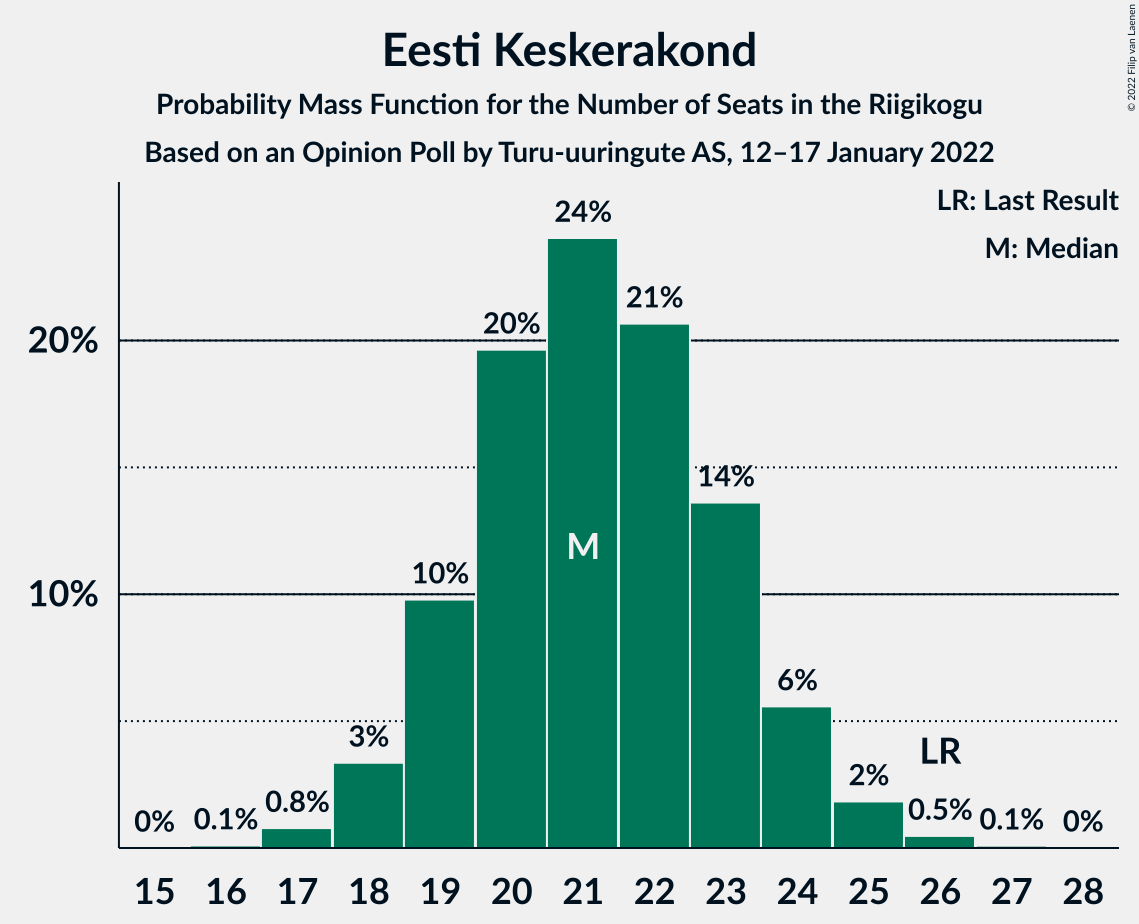 Eesti Keskerakond
Probability Mass Function for the Number of Seats in the Riigikogu
Based on an Opinion Poll by Turu-uuringute AS, 12–17 January 2022
© 2022 Filip van Laenen
LR: Last Result
M: Median
20%
10%
0%
0.1%
0.8%
3%
10%
20%
24%
21%
14%
6%
2%
0.5%
0.1%
0%
M
LR
15 16 17 18 19 20 21 22 23 24 25 26 27 28